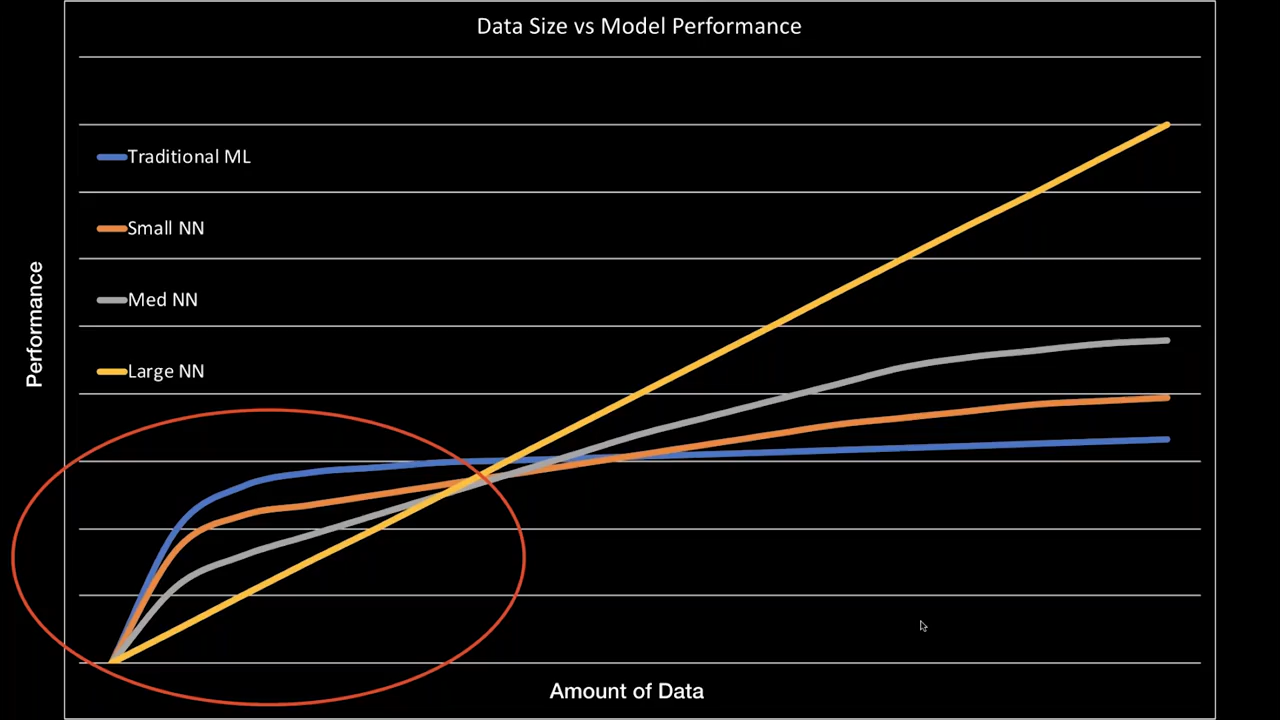 Data Size vs Model Performance
Traditional ML
Small NN
Med NN
Large NN
Performance
Amount of Data